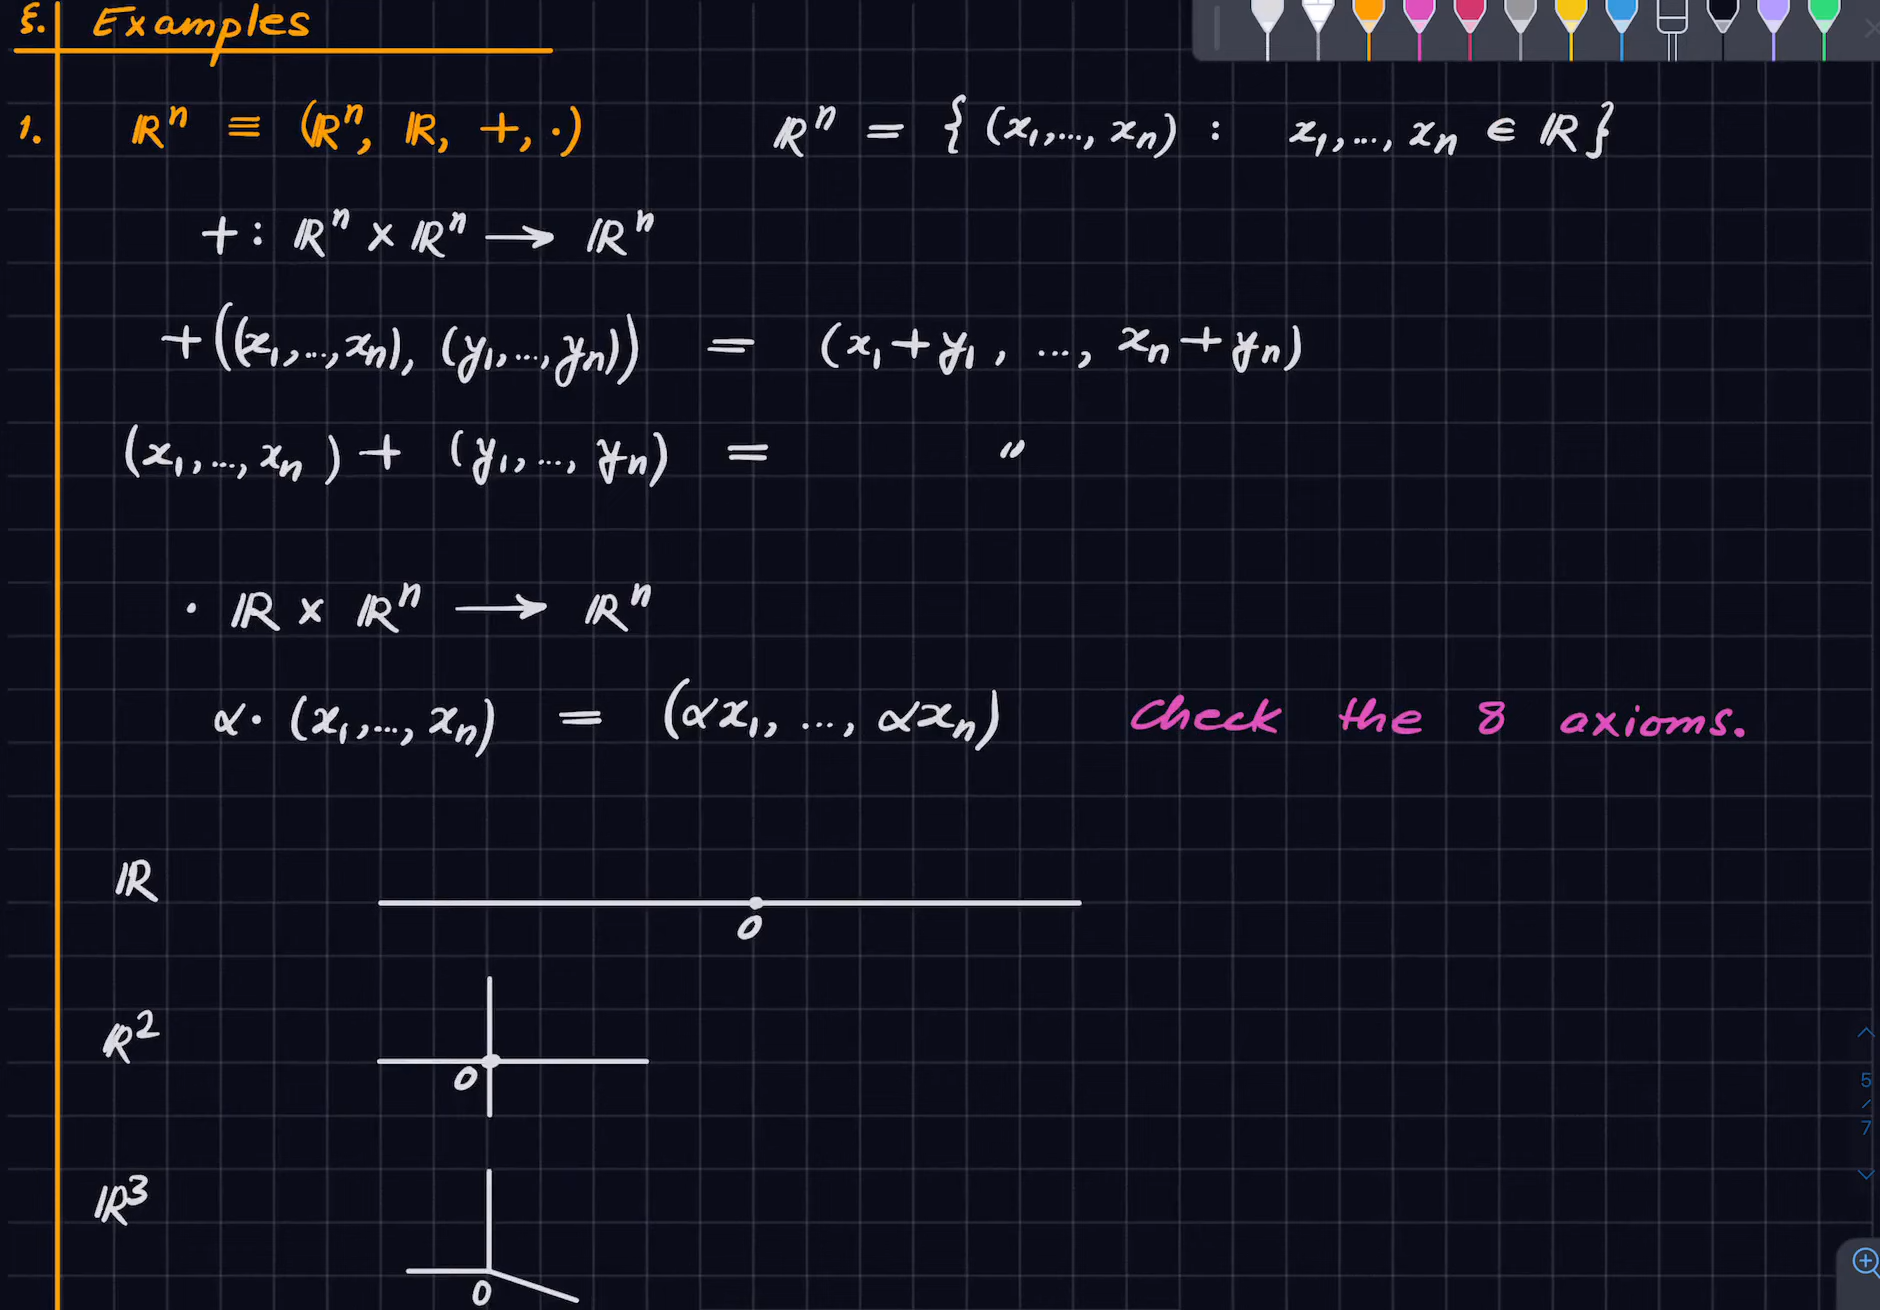 §. Examples
1. ℝⁿ ≡ (ℝⁿ, ℝ, +, ·) ℝⁿ = { (x₁,..., xₙ) : x₁,..., xₙ ∈ ℝ}
+: ℝⁿ × ℝⁿ ⟶ ℝⁿ
+((x₁,...,xₙ), (y₁,...,yₙ)) = (x₁+y₁, ..., xₙ+yₙ)
(x₁,..., xₙ) + (y₁,..., yₙ) = "
· ℝ × ℝⁿ ⟶ ℝⁿ
α· (x₁,..., xₙ) = (αx₁, ..., αxₙ) Check the 8 axioms.
ℝ
0
ℝ²
0
ℝ³
0
5
/
7